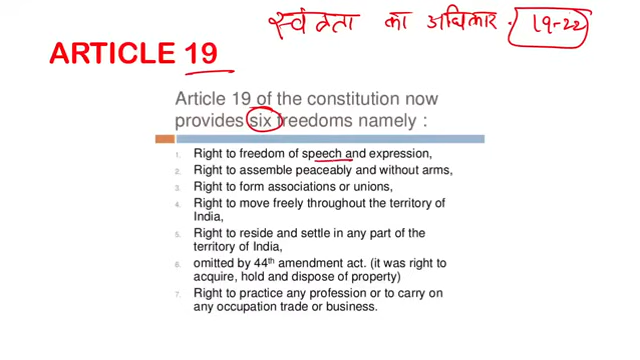 स्वंत्रता का अधिकार. 19-22
ARTICLE 19
Article 19 of the constitution now
provides six freedoms namely :
1. Right to freedom of speech and expression,
2. Right to assemble peaceably and without arms,
3. Right to form associations or unions,
4. Right to move freely throughout the territory of
India,
5. Right to reside and settle in any part of the
territory of India,
6. omitted by 44th amendment act. (it was right to
acquire, hold and dispose of property)
7. Right to practice any profession or to carry on
any occupation trade or business.